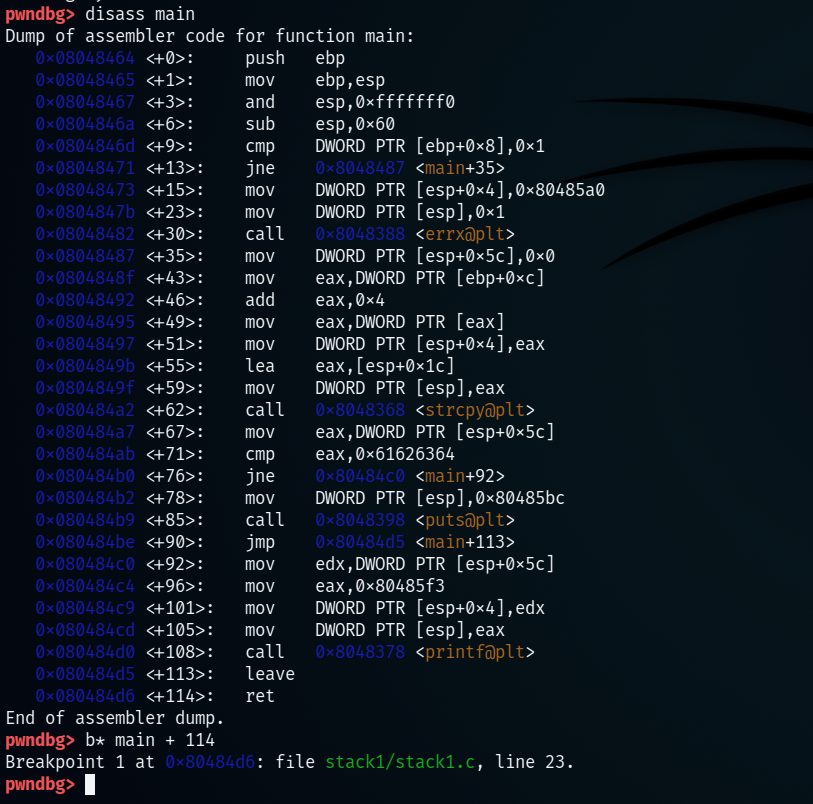 pwndbg> disass main
Dump of assembler code for function main:
   0×08048464 <+0>:	push   ebp
   0×08048465 <+1>:	mov    ebp,esp
   0×08048467 <+3>:	and    esp,0×fffffff0
   0×0804846a <+6>:	sub    esp,0×60
   0×0804846d <+9>:	cmp    DWORD PTR [ebp+0×8],0×1
   0×08048471 <+13>:	jne    0×8048487 <main+35>
   0×08048473 <+15>:	mov    DWORD PTR [esp+0×4],0×80485a0
   0×0804847b <+23>:	mov    DWORD PTR [esp],0×1
   0×08048482 <+30>:	call   0×8048388 <errx@plt>
   0×08048487 <+35>:	mov    DWORD PTR [esp+0×5c],0×0
   0×0804848f <+43>:	mov    eax,DWORD PTR [ebp+0×c]
   0×08048492 <+46>:	add    eax,0×4
   0×08048495 <+49>:	mov    eax,DWORD PTR [eax]
   0×08048497 <+51>:	mov    DWORD PTR [esp+0×4],eax
   0×0804849b <+55>:	lea    eax,[esp+0×1c]
   0×0804849f <+59>:	mov    DWORD PTR [esp],eax
   0×080484a2 <+62>:	call   0×8048368 <strcpy@plt>
   0×080484a7 <+67>:	mov    eax,DWORD PTR [esp+0×5c]
   0×080484ab <+71>:	cmp    eax,0×61626364
   0×080484b0 <+76>:	jne    0×80484c0 <main+92>
   0×080484b2 <+78>:	mov    DWORD PTR [esp],0×80485bc
   0×080484b9 <+85>:	call   0×8048398 <puts@plt>
   0×080484be <+90>:	jmp    0×80484d5 <main+113>
   0×080484c0 <+92>:	mov    edx,DWORD PTR [esp+0×5c]
   0×080484c4 <+96>:	mov    eax,0×80485f3
   0×080484c9 <+101>:	mov    DWORD PTR [esp+0×4],edx
   0×080484cd <+105>:	mov    DWORD PTR [esp],eax
   0×080484d0 <+108>:	call   0×8048378 <printf@plt>
   0×080484d5 <+113>:	leave
   0×080484d6 <+114>:	ret
End of assembler dump.
pwndbg> b* main + 114
Breakpoint 1 at 0×80484d6: file stack1/stack1.c, line 23.
pwndbg>